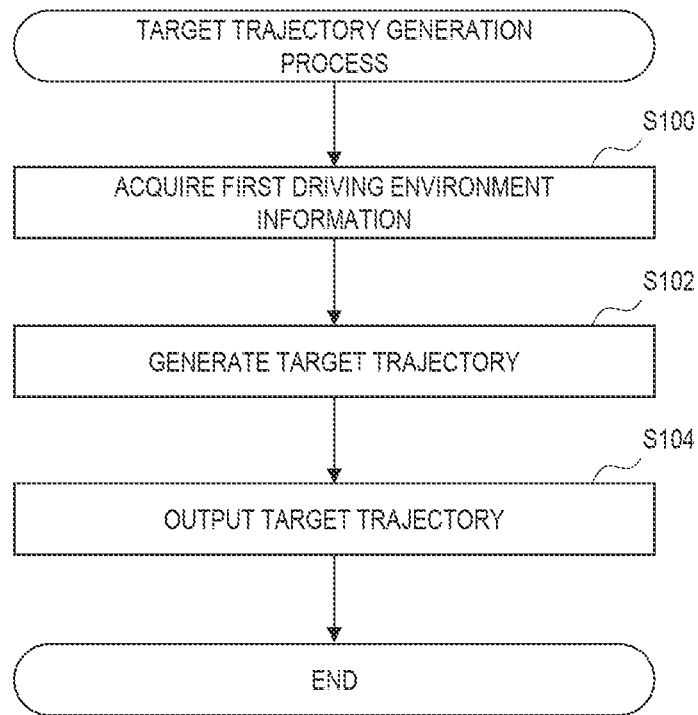 TARGET TRAJECTORY GENERATION
PROCESS
S100
ACQUIRE FIRST DRIVING ENVIRONMENT
INFORMATION
S102
GENERATE TARGET TRAJECTORY
S104
OUTPUT TARGET TRAJECTORY
END